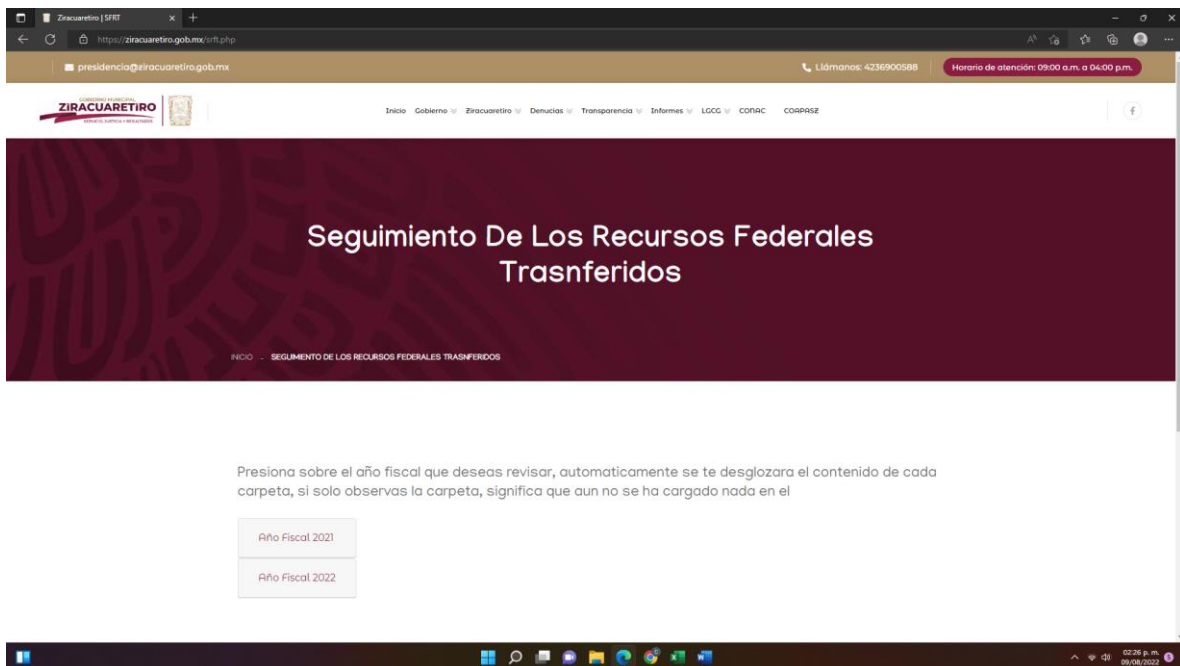 Ziracuaretiro | SFRT
https://ziracuaretiro.gob.mx/srft.php
presidencia@ziracuaretiro.gob.mx
Llámanos: 4236900588
Horario de atención: 09:00 a.m. a 04:00 p.m.
GOBIERNO MUNICIPAL
ZIRACUARETIRO
Inicio Gobierno Ziracuaretiro Denucias Transparencia Informes LGCG CONAC COAPASZ
Seguimiento De Los Recursos Federales
Trasnferidos
INICIO - SEGUIMENTO DE LOS RECURSOS FEDERALES TRASNFERIDOS
Presiona sobre el año fiscal que deseas revisar, automaticamente se te desglozara el contenido de cada
carpeta, si solo observas la carpeta, significa que aun no se ha cargado nada en el
Año Fiscal 2021
Año Fiscal 2022
02:26 p. m.
09/08/2022